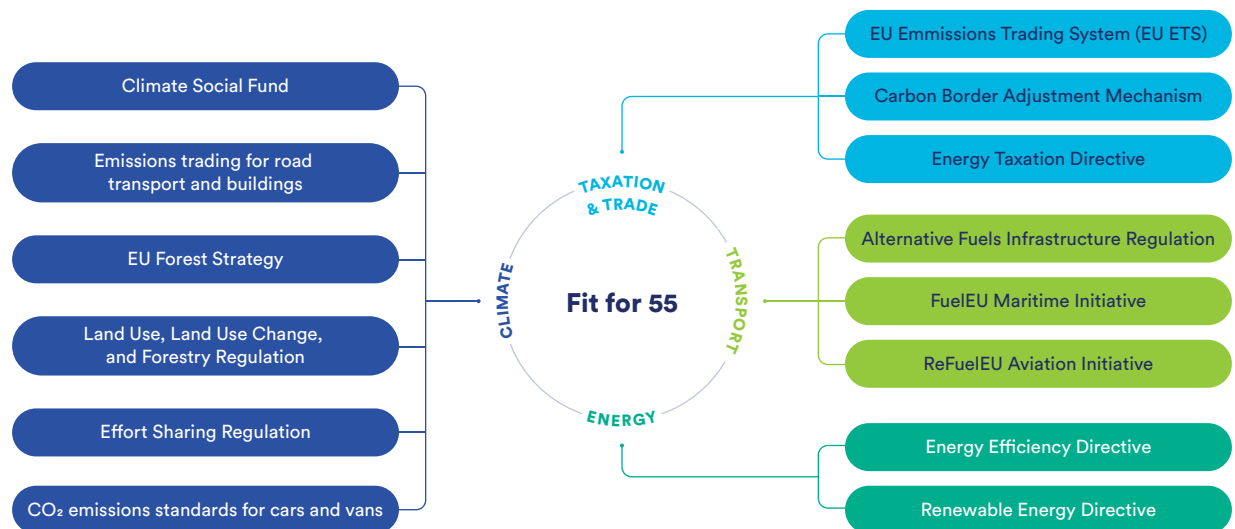 Climate Social Fund
Emissions trading for road
transport and buildings
EU Forest Strategy
Land Use, Land Use Change,
and Forestry Regulation
Effort Sharing Regulation
CO₂ emissions standards for cars and vans
TAXATION
& TRADE
CLIMATE
Fit for 55
TRANSPORT
ENERGY
EU Emmissions Trading System (EU ETS)
Carbon Border Adjustment Mechanism
Energy Taxation Directive
Alternative Fuels Infrastructure Regulation
FuelEU Maritime Initiative
ReFuelEU Aviation Initiative
Energy Efficiency Directive
Renewable Energy Directive